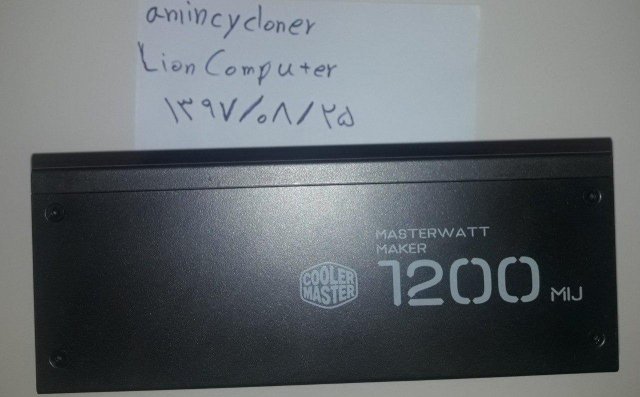 amincycloner
Lion Computer
۱۳۹۷/۰۸/۲۵
MASTERWATT
MAKER
1200 MIJ
COOLER
MASTER